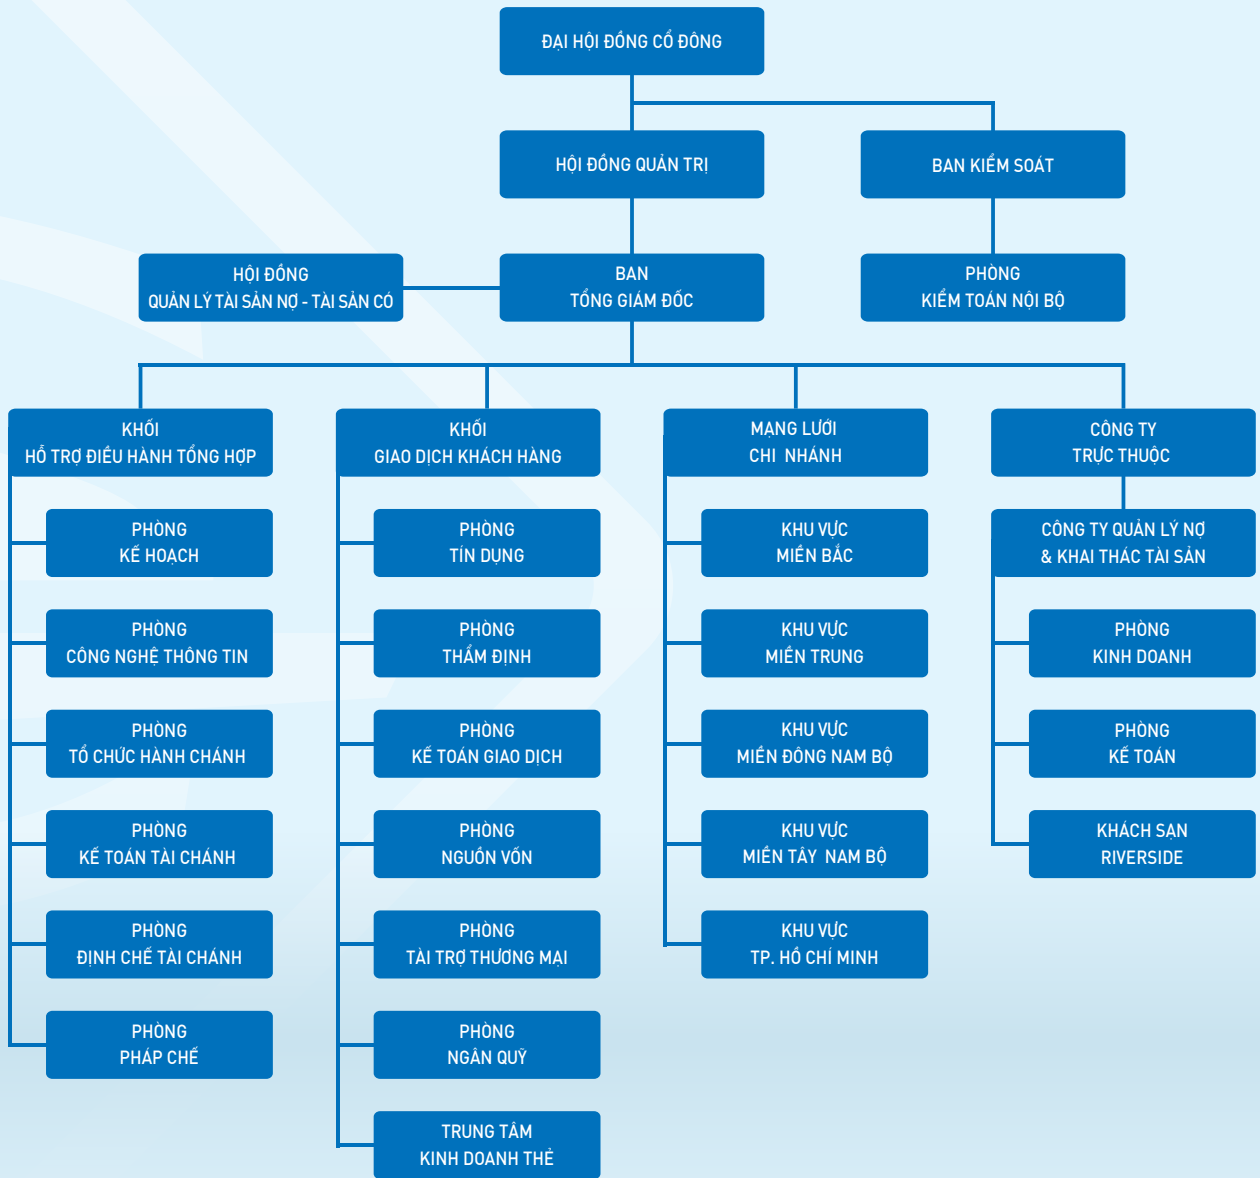 ĐẠI HỘI ĐỒNG CỔ ĐÔNG
HỘI ĐỒNG QUẢN TRỊ
BAN KIỂM SOÁT
HỘI ĐỒNG
QUẢN LÝ TÀI SẢN NỢ - TÀI SẢN CÓ
BAN
TỔNG GIÁM ĐỐC
PHÒNG
KIỂM TOÁN NỘI BỘ
KHỐI
HỖ TRỢ ĐIỀU HÀNH TỔNG HỢP
PHÒNG
KẾ HOẠCH
PHÒNG
CÔNG NGHỆ THÔNG TIN
PHÒNG
TỔ CHỨC HÀNH CHÁNH
PHÒNG
KẾ TOÁN TÀI CHÁNH
PHÒNG
ĐỊNH CHẾ TÀI CHÁNH
PHÒNG
PHÁP CHẾ
KHỐI
GIAO DỊCH KHÁCH HÀNG
PHÒNG
TÍN DỤNG
PHÒNG
THẨM ĐỊNH
PHÒNG
KẾ TOÁN GIAO DỊCH
PHÒNG
NGUỒN VỐN
PHÒNG
TÀI TRỢ THƯƠNG MẠI
PHÒNG
NGÂN QUỸ
TRUNG TÂM
KINH DOANH THẺ
MẠNG LƯỚI
CHI NHÁNH
KHU VỰC
MIỀN BẮC
KHU VỰC
MIỀN TRUNG
KHU VỰC
MIỀN ĐÔNG NAM BỘ
KHU VỰC
MIỀN TÂY NAM BỘ
KHU VỰC
TP. HỒ CHÍ MINH
CÔNG TY
TRỰC THUỘC
CÔNG TY QUẢN LÝ NỢ
& KHAI THÁC TÀI SẢN
PHÒNG
KINH DOANH
PHÒNG
KẾ TOÁN
KHÁCH SẠN
RIVERSIDE